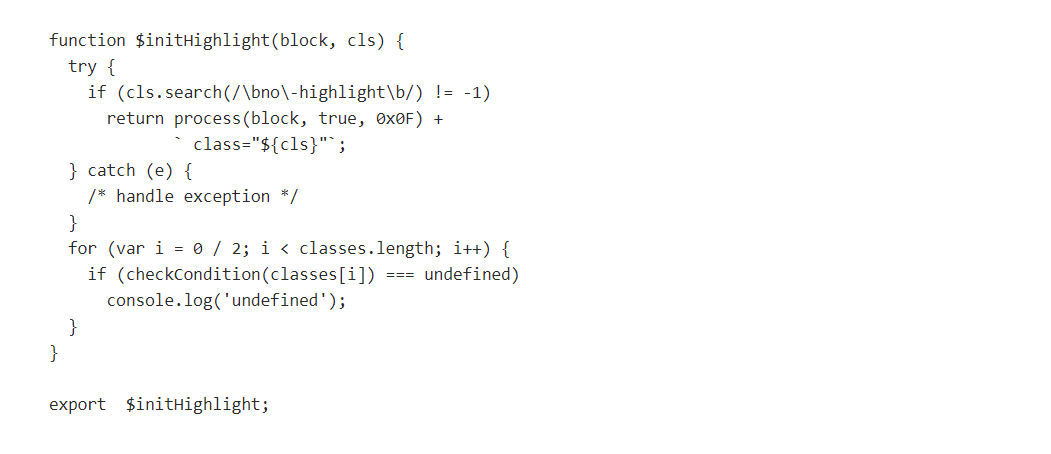 function $initHighlight(block, cls) {
  try {
    if (cls.search(/\bno\-highlight\b/) != -1)
      return process(block, true, 0x0F) +
             ` class="${cls}"`;
  } catch (e) {
    /* handle exception */
  }
  for (var i = 0 / 2; i < classes.length; i++) {
    if (checkCondition(classes[i]) === undefined)
      console.log('undefined');
  }
}

export  $initHighlight;